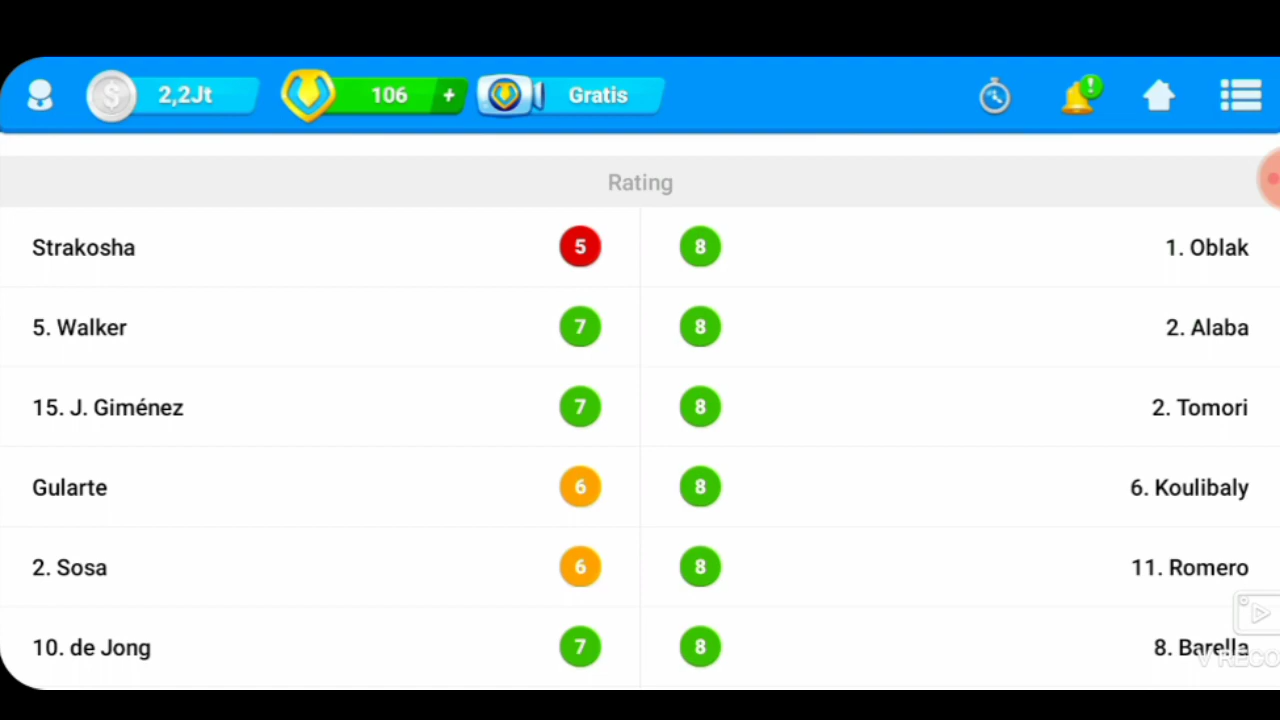 2,2Jt 106 + Gratis !
Rating
Strakosha 5 8 1. Oblak
5. Walker 7 8 2. Alaba
15. J. Giménez 7 8 2. Tomori
Gularte 6 8 6. Koulibaly
2. Sosa 6 8 11. Romero
10. de Jong 7 8 8. Barella
V RECO